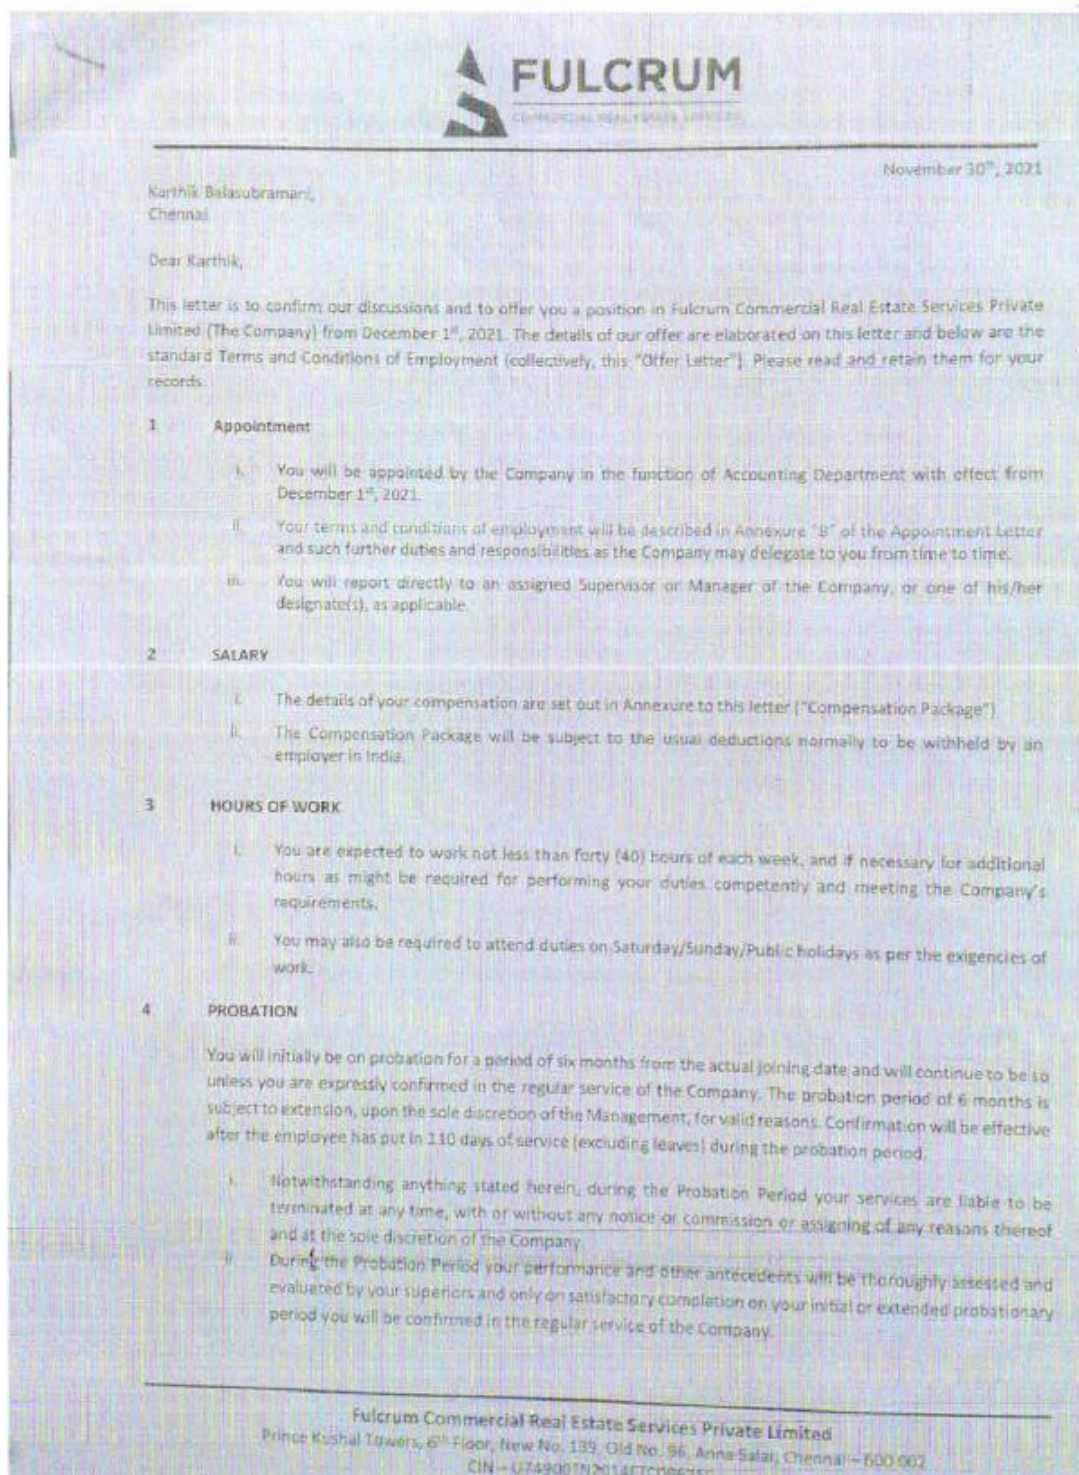 FULCRUM
COMMERCIAL REAL ESTATE SERVICES
November 30th, 2021
Karthik Balasubramani,
Chennai
Dear Karthik,
This letter is to confirm our discussions and to offer you a position in Fulcrum Commercial Real Estate Services Private
Limited (The Company) from December 1st, 2021. The details of our offer are elaborated on this letter and below are the
standard Terms and Conditions of Employment (collectively, this "Offer Letter"). Please read and retain them for your
records.
1 Appointment
i. You will be appointed by the Company in the function of Accounting Department with effect from
December 1st, 2021.
ii. Your terms and conditions of employment will be described in Annexure "B" of the Appointment Letter
and such further duties and responsibilities as the Company may delegate to you from time to time.
iii. You will report directly to an assigned Supervisor or Manager of the Company, or one of his/her
designate(s), as applicable.
2 SALARY
i. The details of your compensation are set out in Annexure to this letter ("Compensation Package")
ii. The Compensation Package will be subject to the usual deductions normally to be withheld by an
employer in India.
3 HOURS OF WORK
i. You are expected to work not less than forty (40) hours of each week, and if necessary for additional
hours as might be required for performing your duties competently and meeting the Company's
requirements.
ii. You may also be required to attend duties on Saturday/Sunday/Public holidays as per the exigencies of
work.
4 PROBATION
You will initially be on probation for a period of six months from the actual joining date and will continue to be so
unless you are expressly confirmed in the regular service of the Company. The probation period of 6 months is
subject to extension, upon the sole discretion of the Management, for valid reasons. Confirmation will be effective
after the employee has put in 110 days of service (excluding leaves) during the probation period.
i. Notwithstanding anything stated herein, during the Probation Period your services are liable to be
terminated at any time, with or without any notice or commission or assigning of any reasons thereof
and at the sole discretion of the Company.
ii. During the Probation Period your performance and other antecedents will be thoroughly assessed and
evaluated by your superiors and only on satisfactory completion on your initial or extended probationary
period you will be confirmed in the regular service of the Company.
Fulcrum Commercial Real Estate Services Private Limited
Prince Kushal Towers, 6th Floor, New No. 139, Old No. 96, Anna Salai, Chennai – 600 002
CIN –